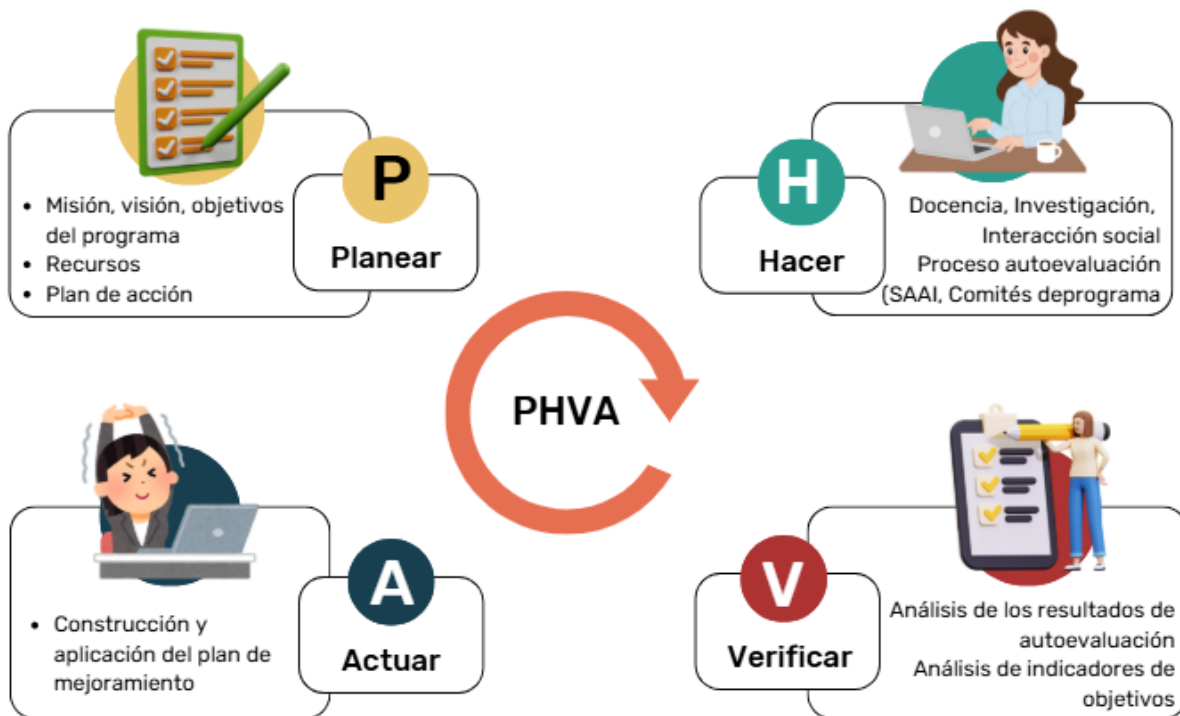 P
Planear
• Misión, visión, objetivos
del programa
• Recursos
• Plan de acción
H
Hacer
Docencia, Investigación,
Interacción social
Proceso autoevaluación
(SAAI, Comités deprograma
PHVA
A
Actuar
• Construcción y
aplicación del plan de
mejoramiento
V
Verificar
Análisis de los resultados de
autoevaluación
Análisis de indicadores de
objetivos